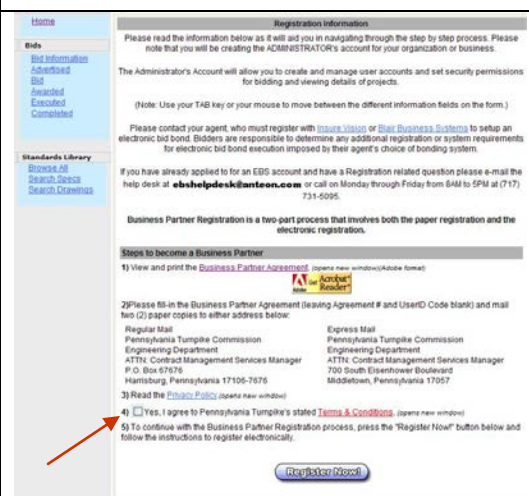 Home
Bids
Bid Information
Advertised
Bid
Awarded
Executed
Completed
Standards Library
Browse All
Search Specs
Search Drawings
Registration Information
Please read the information below as it will aid you in navigating through the step by step process. Please
note that you will be creating the ADMINISTRATOR's account for your organization or business.
The Administrator's Account will allow you to create and manage user accounts and set security permissions
for bidding and viewing details of projects.
(Note: Use your TAB key or your mouse to move between the different information fields on the form.)
Please contact your agent, who must register with Insure Vision or Blair Business Systems to setup an
electronic bid bond. Bidders are responsible to determine any additional registration or system requirements
for electronic bid bond execution imposed by their agent's choice of bonding system.
If you have already applied to for an EBS account and have a Registration related question please e-mail the
help desk at ebshelpdesk@anteon.com or call on Monday through Friday from 8AM to 5PM at (717)
731-5095.
Business Partner Registration is a two-part process that involves both the paper registration and the
electronic registration.
Steps to become a Business Partner
1) View and print the Business Partner Agreement. (opens new window)(Adobe format)
Adobe Get Acrobat Reader
2)Please fill-in the Business Partner Agreement (leaving Agreement # and UserID Code blank) and mail
two (2) paper copies to either address below:
Regular Mail
Pennsylvania Turnpike Commission
Engineering Department
ATTN: Contract Management Services Manager
P.O. Box 67676
Harrisburg, Pennsylvania 17106-7676
Express Mail
Pennsylvania Turnpike Commission
Engineering Department
ATTN: Contract Management Services Manager
700 South Eisenhower Boulevard
Middletown, Pennsylvania 17057
3) Read the Privacy Policy.(opens new window)
4) Yes, I agree to Pennsylvania Turnpike's stated Terms & Conditions. (opens new window)
5) To continue with the Business Partner Registration process, press the "Register Now!" button below and
follow the instructions to register electronically.
Register Now!